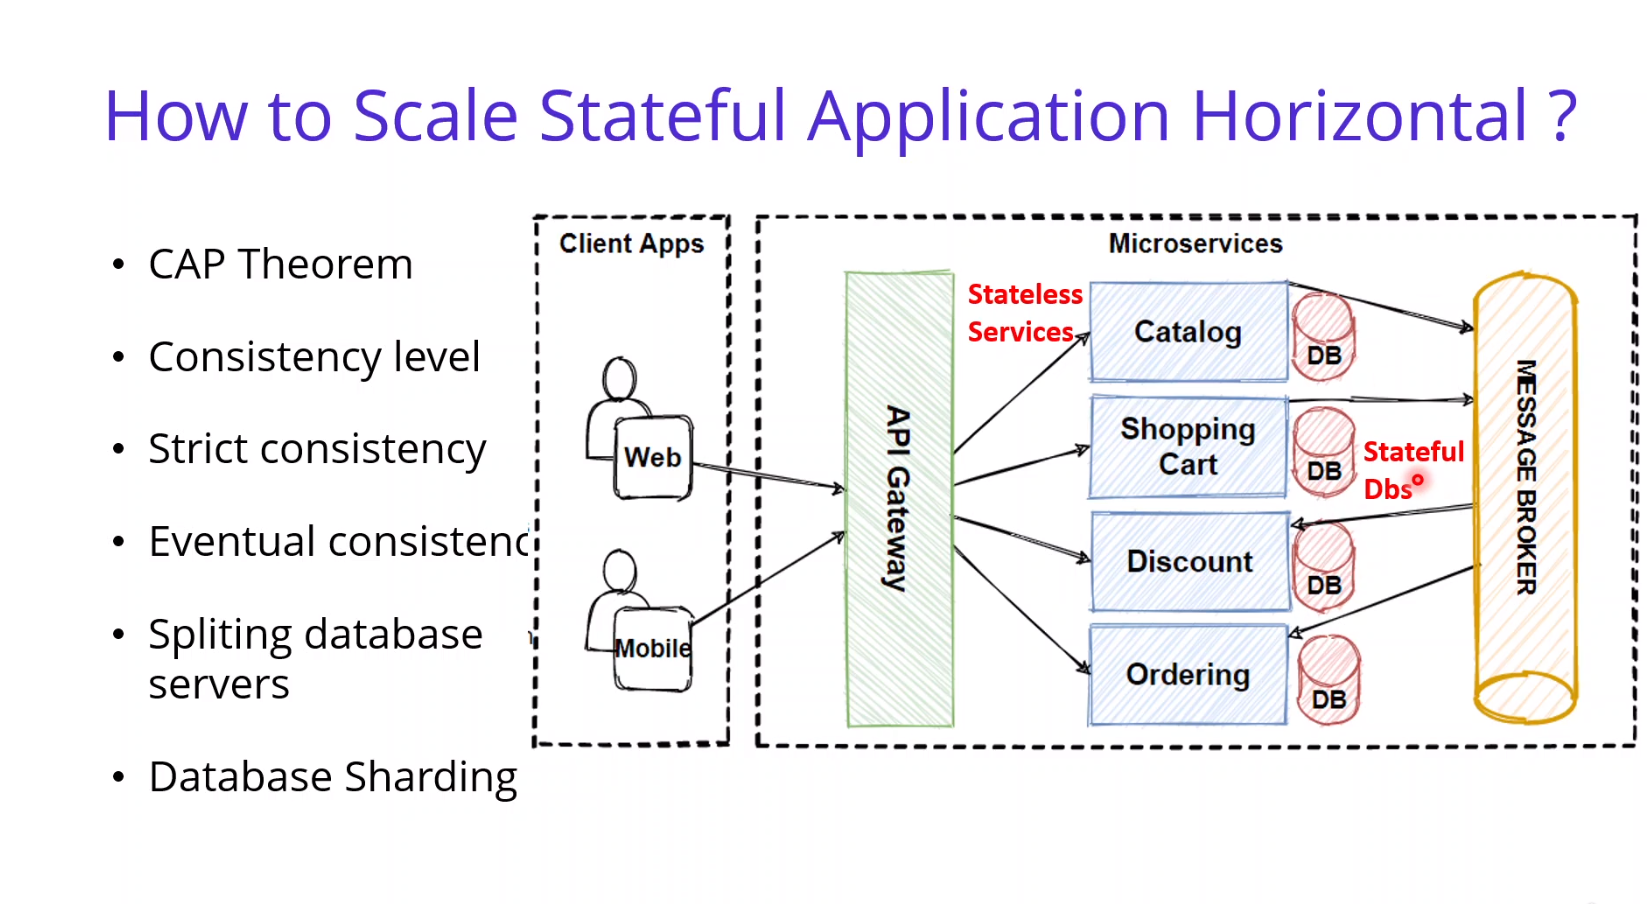 How to Scale Stateful Application Horizontal ?
• CAP Theorem
• Consistency level
• Strict consistency
• Eventual consistenc
• Spliting database
servers
• Database Sharding
Client Apps
Web
Mobile
Microservices
API Gateway
Stateless
Services
Catalog
DB
Shopping
Cart
DB
Stateful
Dbs
Discount
DB
Ordering
DB
MESSAGE BROKER